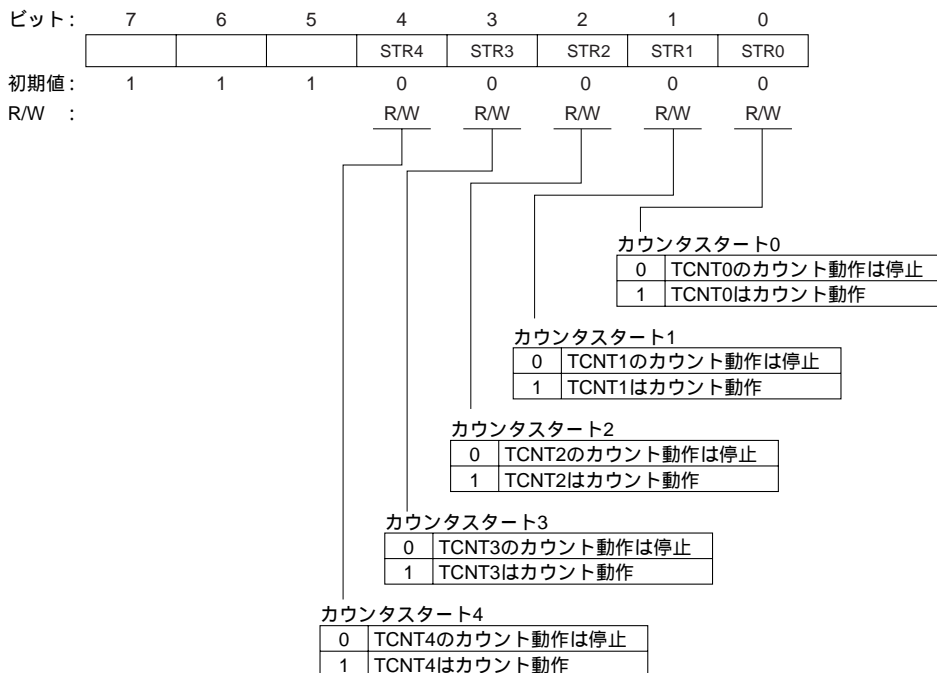 ビット: 7 6 5 4 3 2 1 0
STR4 STR3 STR2 STR1 STR0
初期値: 1 1 1 0 0 0 0 0
R/W : R/W R/W R/W R/W R/W
カウンタスタート0
0 TCNT0のカウント動作は停止
1 TCNT0はカウント動作
カウンタスタート1
0 TCNT1のカウント動作は停止
1 TCNT1はカウント動作
カウンタスタート2
0 TCNT2のカウント動作は停止
1 TCNT2はカウント動作
カウンタスタート3
0 TCNT3のカウント動作は停止
1 TCNT3はカウント動作
カウンタスタート4
0 TCNT4のカウント動作は停止
1 TCNT4はカウント動作